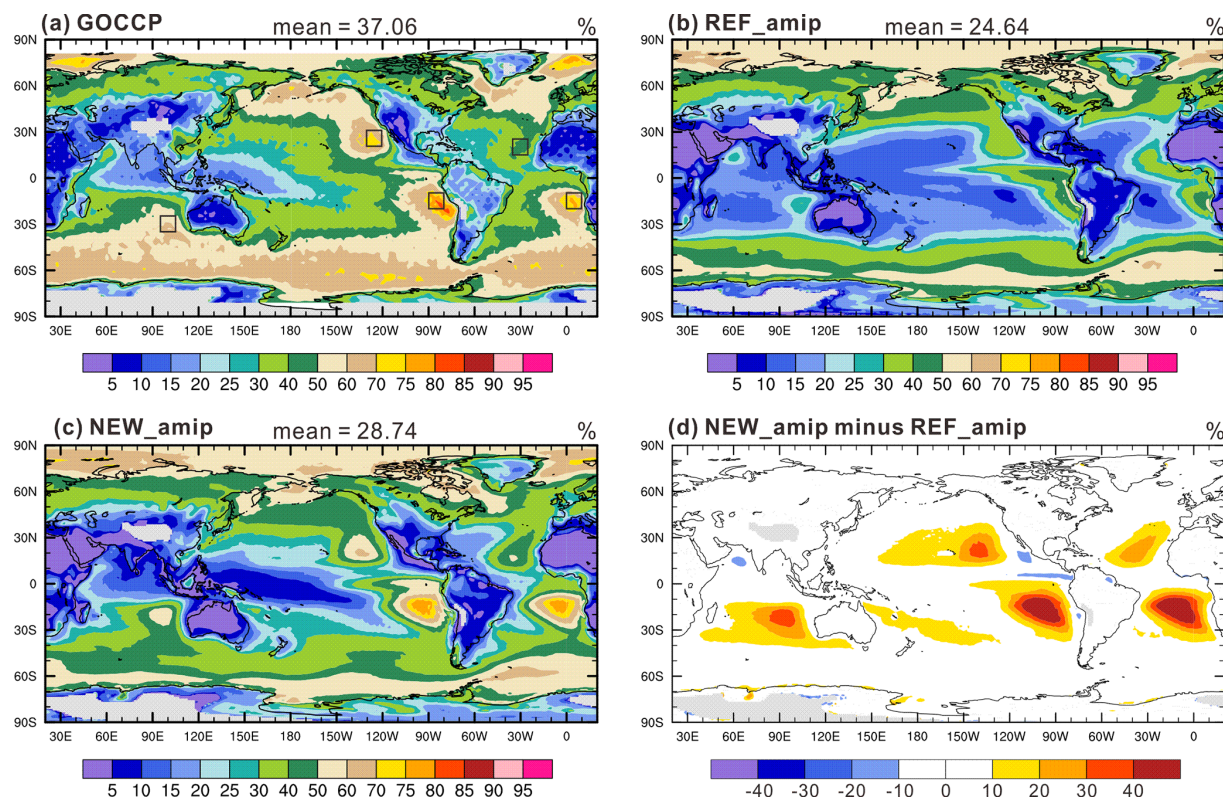 (a) GOCCP mean = 37.06 %
90N
60N
30N
0
30S
60S
90S
30E 60E 90E 120E 150E 180 150W 120W 90W 60W 30W 0
5 10 15 20 25 30 40 50 60 70 75 80 85 90 95
(b) REF_amip mean = 24.64 %
90N
60N
30N
0
30S
60S
90S
30E 60E 90E 120E 150E 180 150W 120W 90W 60W 30W 0
5 10 15 20 25 30 40 50 60 70 75 80 85 90 95
(c) NEW_amip mean = 28.74 %
90N
60N
30N
0
30S
60S
90S
30E 60E 90E 120E 150E 180 150W 120W 90W 60W 30W 0
5 10 15 20 25 30 40 50 60 70 75 80 85 90 95
(d) NEW_amip minus REF_amip %
90N
60N
30N
0
30S
60S
90S
30E 60E 90E 120E 150E 180 150W 120W 90W 60W 30W 0
-40 -30 -20 -10 0 10 20 30 40